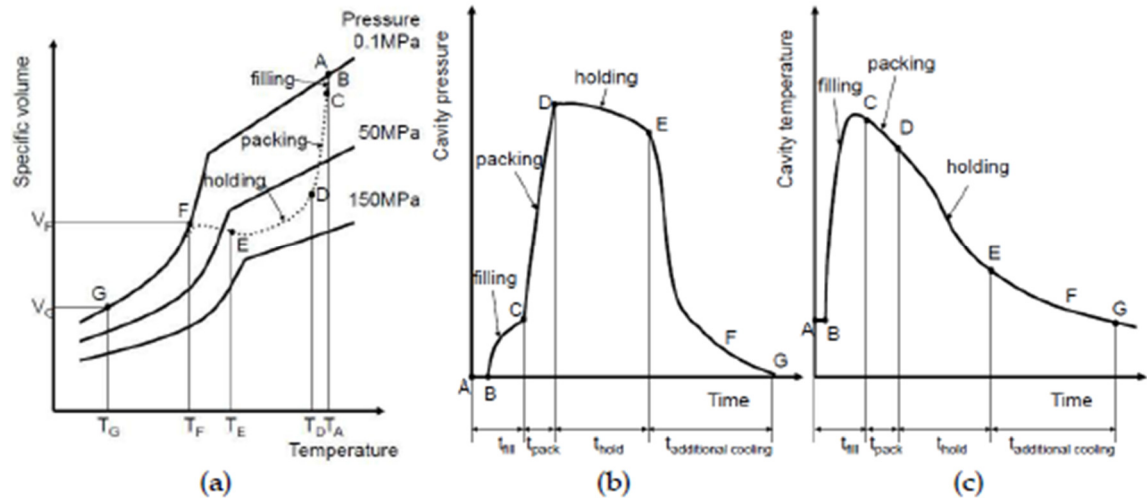 Pressure
0.1MPa
A
B
filling
C
50MPa
packing
holding
D
150MPa
F
E
V_F
G
V_G
T_G
T_F
T_E
T_D
T_A
Temperature
Specific volume
(a)
Cavity pressure
holding
D
E
packing
filling
C
F
G
A
B
Time
t_fill
t_pack
t_hold
t_additional cooling
(b)
Cavity temperature
packing
filling
C
D
holding
E
F
G
A
B
Time
t_fill
t_pack
t_hold
t_additional cooling
(c)